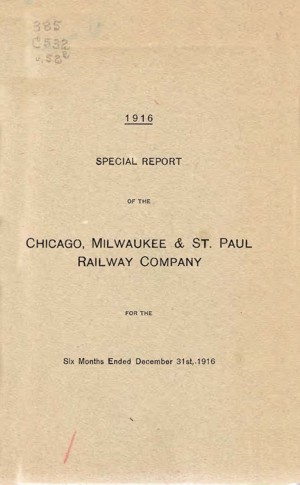 385
C532
1916
SPECIAL REPORT
OF THE
CHICAGO, MILWAUKEE & ST. PAUL
RAILWAY COMPANY
FOR THE
Six Months Ended December 31st, 1916